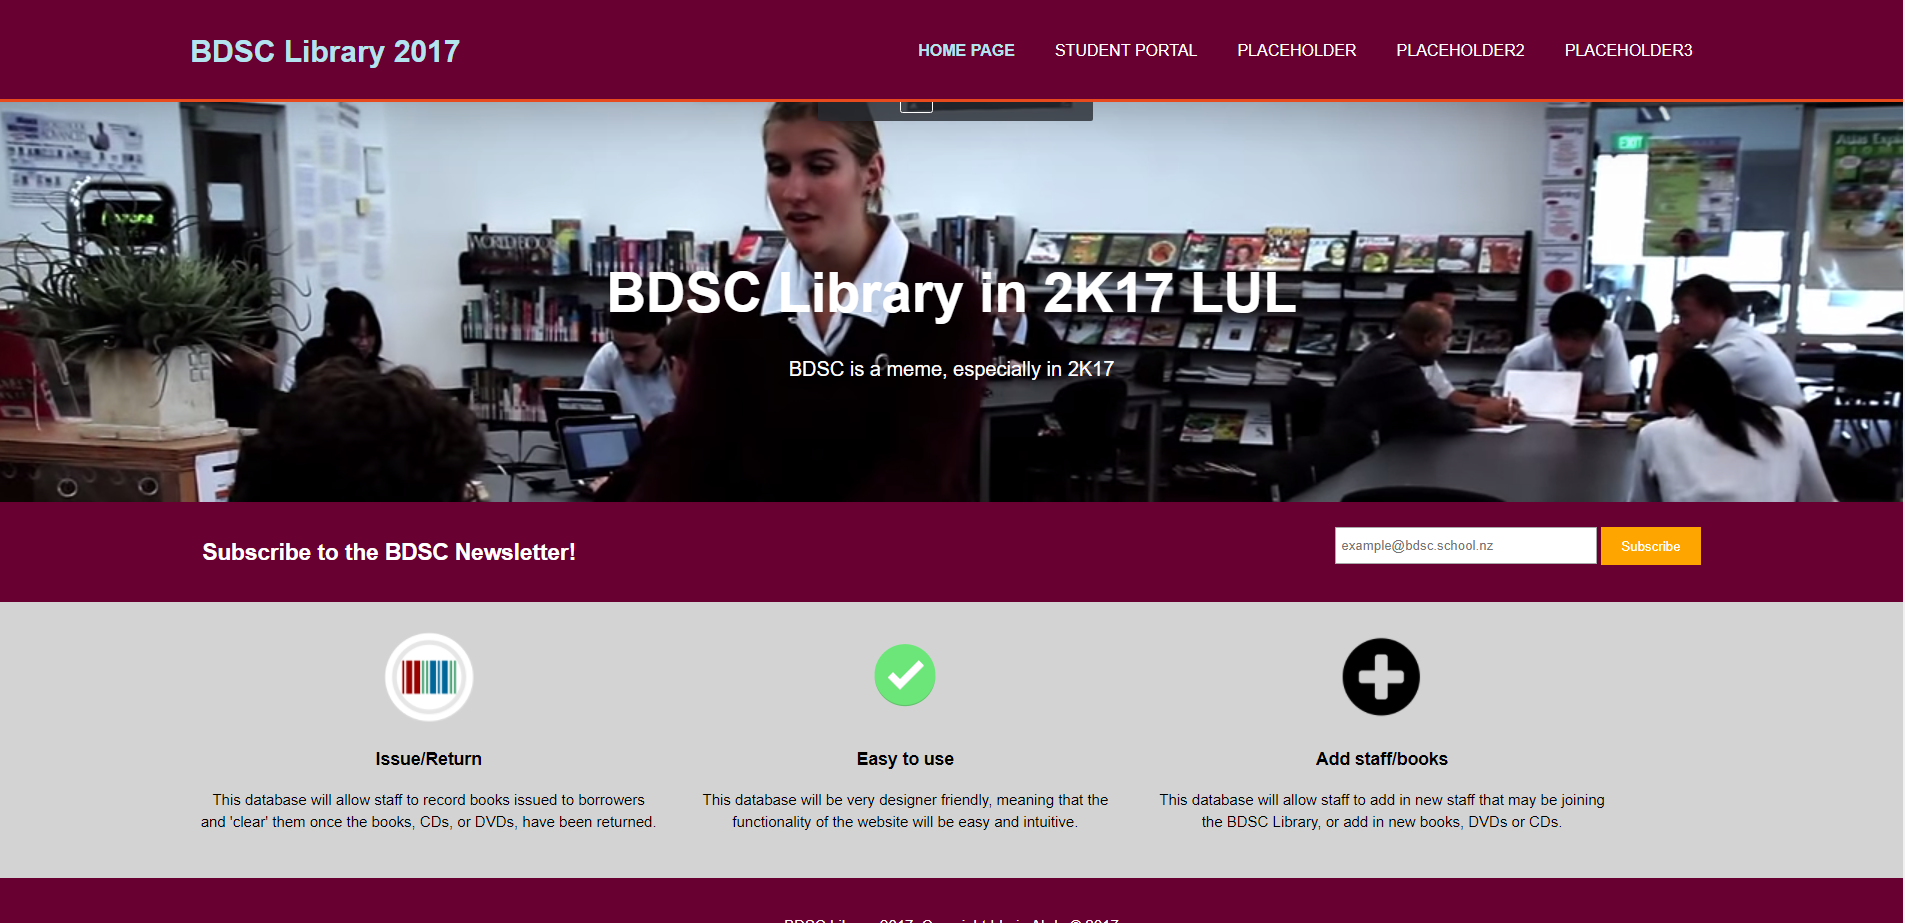 BDSC Library 2017
HOME PAGE STUDENT PORTAL PLACEHOLDER PLACEHOLDER2 PLACEHOLDER3
EXIT
WORLD BOOK
BDSC Library in 2K17 LUL
BDSC is a meme, especially in 2K17
Subscribe to the BDSC Newsletter!
example@bdsc.school.nz
Subscribe
Issue/Return
This database will allow staff to record books issued to borrowers
and 'clear' them once the books, CDs, or DVDs, have been returned.
Easy to use
This database will be very designer friendly, meaning that the
functionality of the website will be easy and intuitive.
Add staff/books
This database will allow staff to add in new staff that may be joining
the BDSC Library, or add in new books, DVDs or CDs.